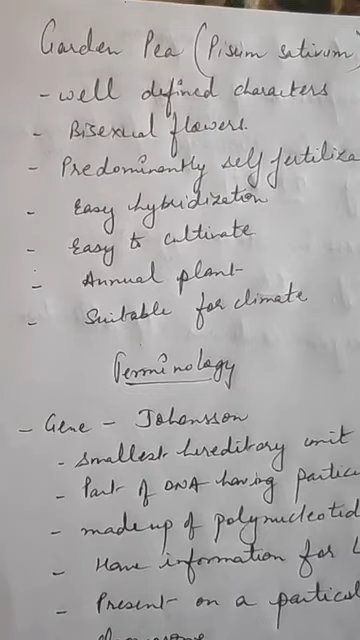 Garden Pea (Pisum sativum)
- well defined characters
- Bisexual flowers.
- Predominently self fertiliza
- Easy hybridization
- Easy to cultivate
- Annual plant
- Suitable for climate
Terminology
- Gene - Johansson
- Smallest hereditory unit
- Part of DNA having particu
- made up of polynucleotid
- Have information for
- Present on a particul